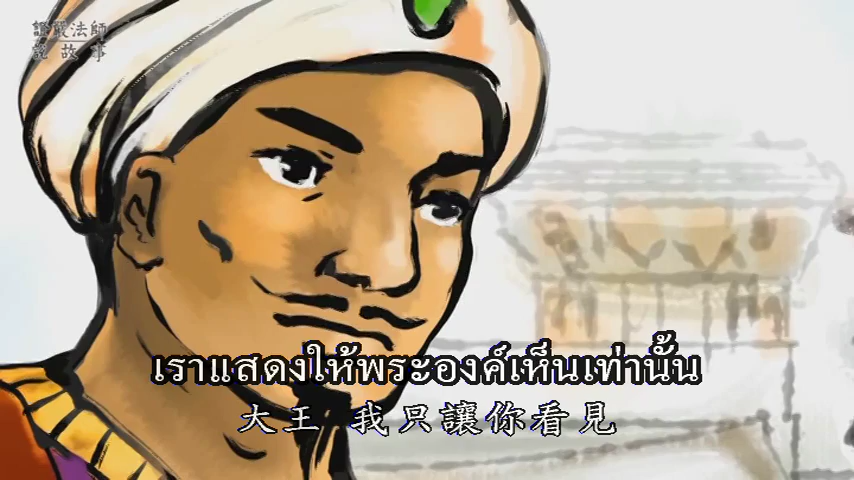 證嚴法師
說故事
เราแสดงให้พระองค์เห็นเท่านั้น
大王 我只讓你看見